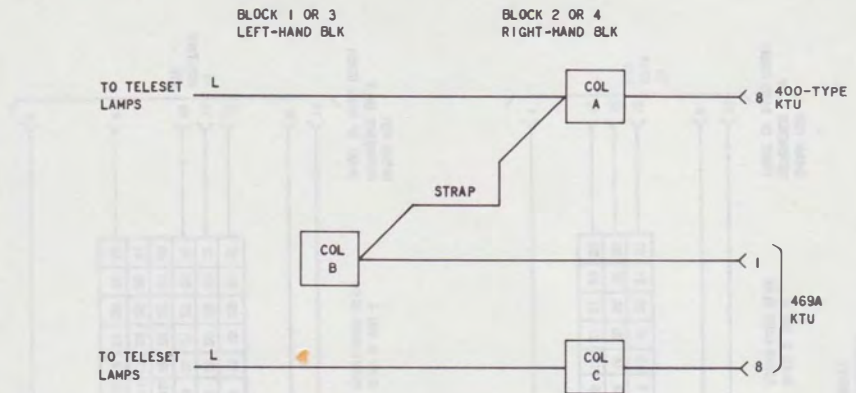 BLOCK 1 OR 3
LEFT-HAND BLK
BLOCK 2 OR 4
RIGHT-HAND BLK
TO TELESET
LAMPS
L
COL
A
8
400-TYPE
KTU
STRAP
COL
B
1
469A
KTU
TO TELESET
LAMPS
L
COL
C
8